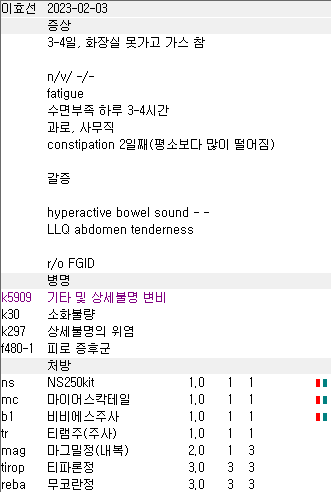 이효선 2023-02-03
증상
3-4일, 화장실 못가고 가스 참
n/v/ -/-
fatigue
수면부족 하루 3-4시간
과로, 사무직
constipation 2일째(평소보다 많이 떨어짐)
갈증
hyperactive bowel sound - -
LLQ abdomen tenderness
r/o FGID
병명
k5909 기타 및 상세불명 변비
k30 소화불량
k297 상세불명의 위염
f480-1 피로 증후군
처방
ns NS250kit 1,0 1 1
mc 마이어스칵테일 1,0 1 1
b1 비비에스주사 1,0 1 1
tr 티램주(주사) 1,0 1 1
mag 마그밀정(내복) 2,0 1 3
tirop 티파론정 3,0 3 3
reba 무코란정 3,0 3 3